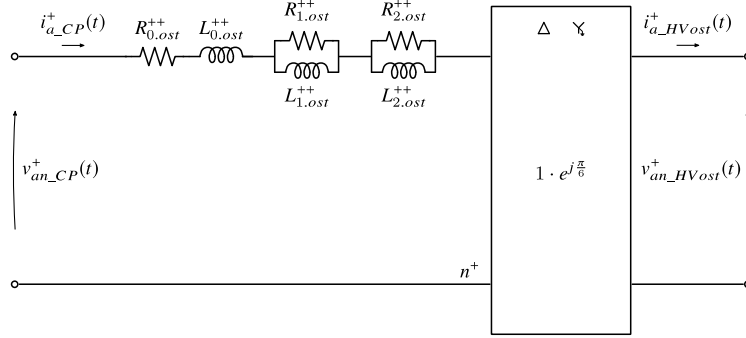 i⁺a_CP(t) R⁺⁺0.ost L⁺⁺0.ost R⁺⁺1.ost R⁺⁺2.ost Δ Y i⁺a_HVost(t)
L⁺⁺1.ost L⁺⁺2.ost
v⁺an_CP(t) 1 · e^{jπ/6} v⁺an_HVost(t)
n⁺